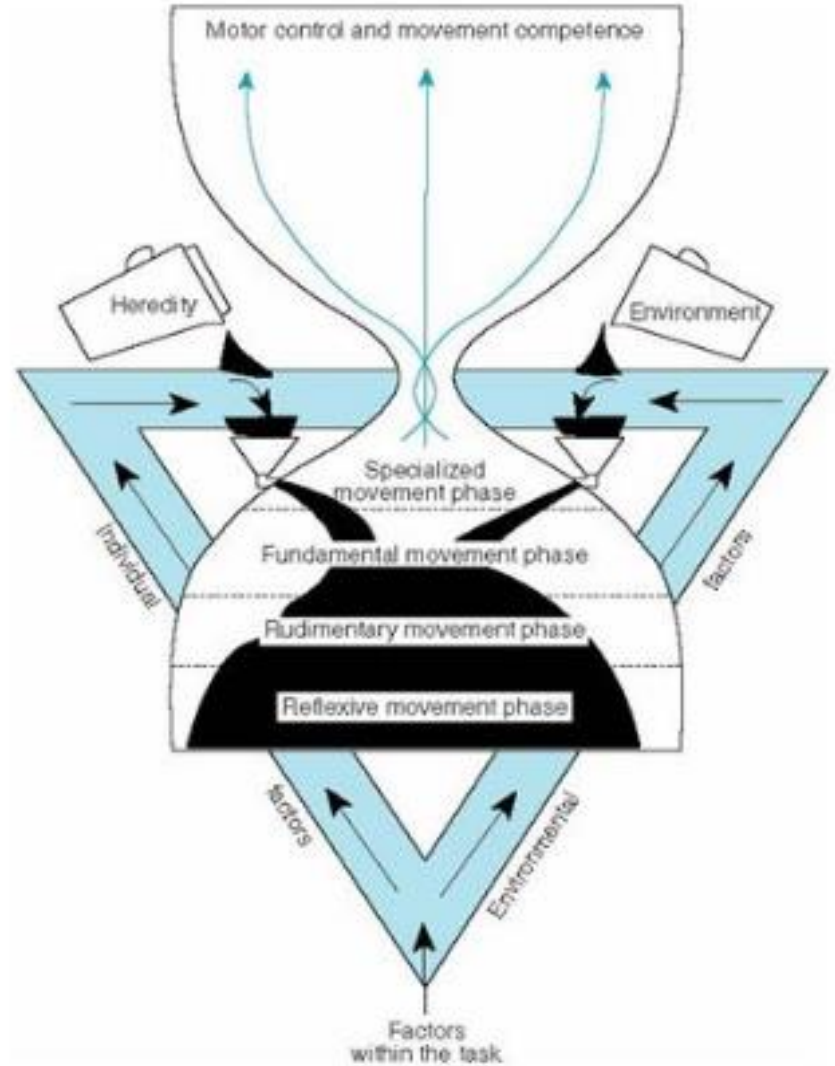 Motor control and movement competence
Heredity
Environment
Specialized
movement phase
Individual
factors
Fundamental movement phase
Rudimentary movement phase
Reflexive movement phase
factors
Environmental
Factors
within the task